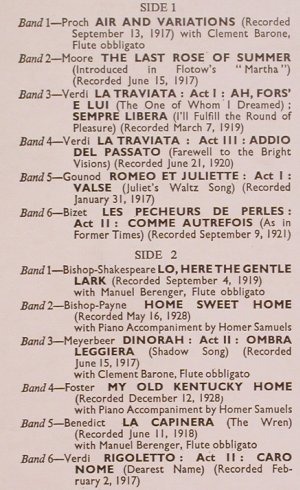 SIDE 1
Band 1—Proch AIR AND VARIATIONS (Recorded
September 13, 1917) with Clement Barone,
Flute obbligato
Band 2—Moore THE LAST ROSE OF SUMMER
(Introduced in Flotow's "Martha")
(Recorded June 15, 1917)
Band 3—Verdi LA TRAVIATA : Act I : AH, FORS'
E LUI (The One of Whom I Dreamed) ;
SEMPRE LIBERA (I'll Fulfill the Round of
Pleasure) (Recorded March 7, 1919)
Band 4—Verdi LA TRAVIATA : Act III : ADDIO
DEL PASSATO (Farewell to the Bright
Visions) (Recorded June 21, 1920)
Band 5—Gounod ROMEO ET JULIETTE : Act I :
VALSE (Juliet's Waltz Song) (Recorded
January 31, 1917)
Band 6—Bizet LES PECHEURS DE PERLES :
Act II : COMME AUTREFOIS (As in
Former Times) (Recorded September 9, 1921)
SIDE 2
Band 1—Bishop-Shakespeare LO, HERE THE GENTLE
LARK (Recorded September 4, 1919)
with Manuel Berenger, Flute obbligato
Band 2—Bishop-Payne HOME SWEET HOME
(Recorded May 16, 1928)
with Piano Accompaniment by Homer Samuels
Band 3—Meyerbeer DINORAH : Act II : OMBRA
LEGGIERA (Shadow Song) (Recorded
June 15, 1917)
with Clement Barone, Flute obbligato
Band 4—Foster MY OLD KENTUCKY HOME
(Recorded December 12, 1928)
with Piano Accompaniment by Homer Samuels
Band 5—Benedict LA CAPINERA (The Wren)
(Recorded June 11, 1918)
with Manuel Berenger, Flute obbligato
Band 6—Verdi RIGOLETTO : Act II : CARO
NOME (Dearest Name) (Recorded Feb-
ruary 2, 1917)